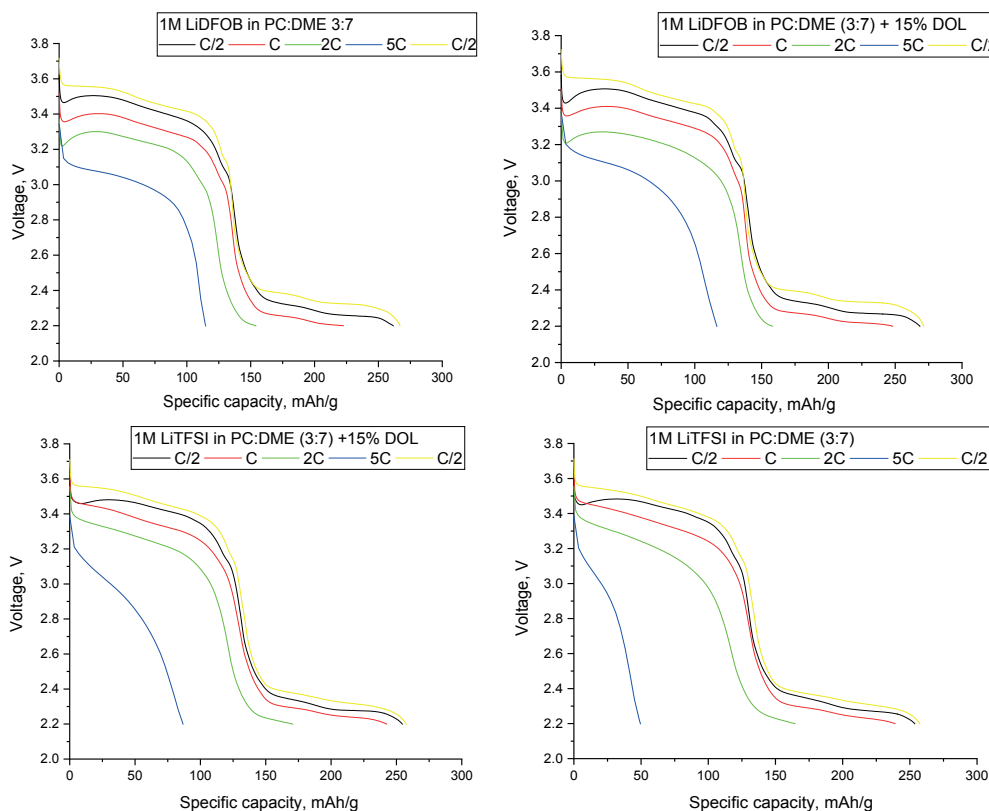 1M LiDFOB in PC:DME 3:7
C/2 C 2C 5C C/2
3.8
3.6
3.4
3.2
3.0
2.8
2.6
2.4
2.2
2.0
Voltage, V
0 50 100 150 200 250 300
Specific capacity, mAh/g
1M LiDFOB in PC:DME (3:7) + 15% DOL
C/2 C 2C 5C C/2
3.8
3.6
3.4
3.2
3.0
2.8
2.6
2.4
2.2
2.0
Voltage, V
0 50 100 150 200 250 300
Specific capacity, mAh/g
1M LiTFSI in PC:DME (3:7) +15% DOL
C/2 C 2C 5C C/2
3.8
3.6
3.4
3.2
3.0
2.8
2.6
2.4
2.2
2.0
Voltage, V
0 50 100 150 200 250 300
Specific capacity, mAh/g
1M LiTFSI in PC:DME (3:7)
C/2 C 2C 5C C/2
3.8
3.6
3.4
3.2
3.0
2.8
2.6
2.4
2.2
2.0
Voltage, V
0 50 100 150 200 250 300
Specific capacity, mAh/g